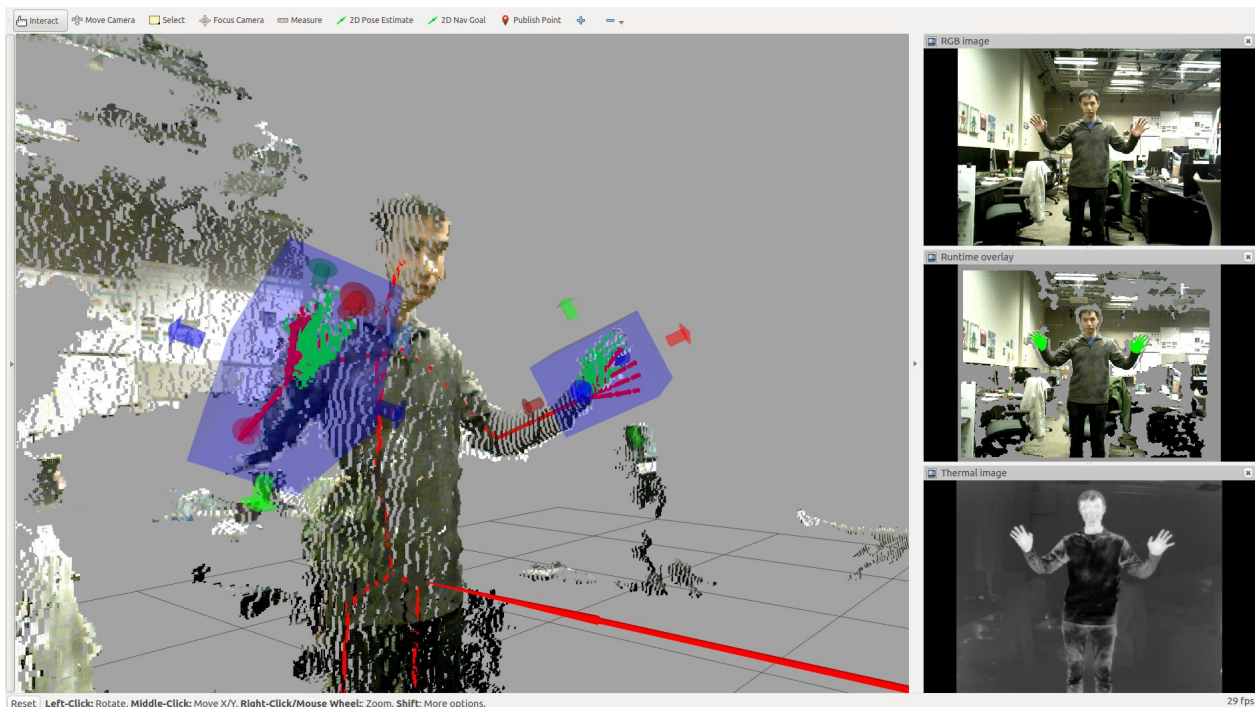 Interact Move Camera Select Focus Camera Measure 2D Pose Estimate 2D Nav Goal Publish Point
RGB image
Runtime overlay
Thermal image
Reset Left-Click: Rotate. Middle-Click: Move X/Y. Right-Click/Mouse Wheel:: Zoom. Shift: More options. 29 fps